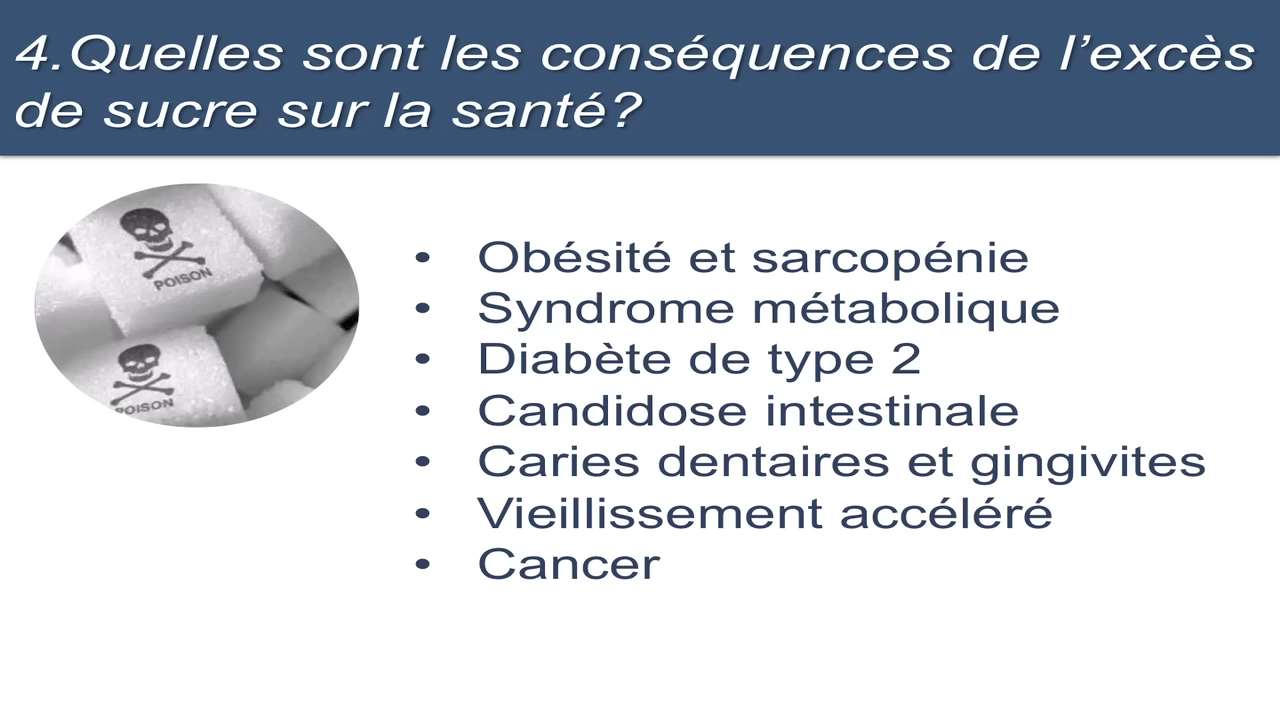 4.Quelles sont les conséquences de l’excès
de sucre sur la santé?
POISON
POISON
• Obésité et sarcopénie
• Syndrome métabolique
• Diabète de type 2
• Candidose intestinale
• Caries dentaires et gingivites
• Vieillissement accéléré
• Cancer